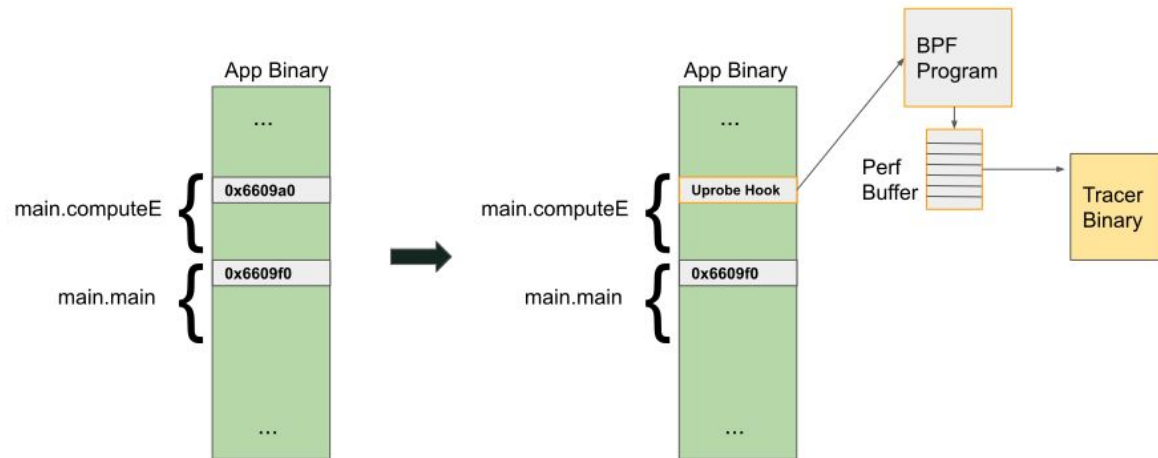 App Binary
...
0x6609a0
main.computeE
0x6609f0
main.main
...
App Binary
...
Uprobe Hook
main.computeE
0x6609f0
main.main
...
BPF
Program
Perf
Buffer
Tracer
Binary